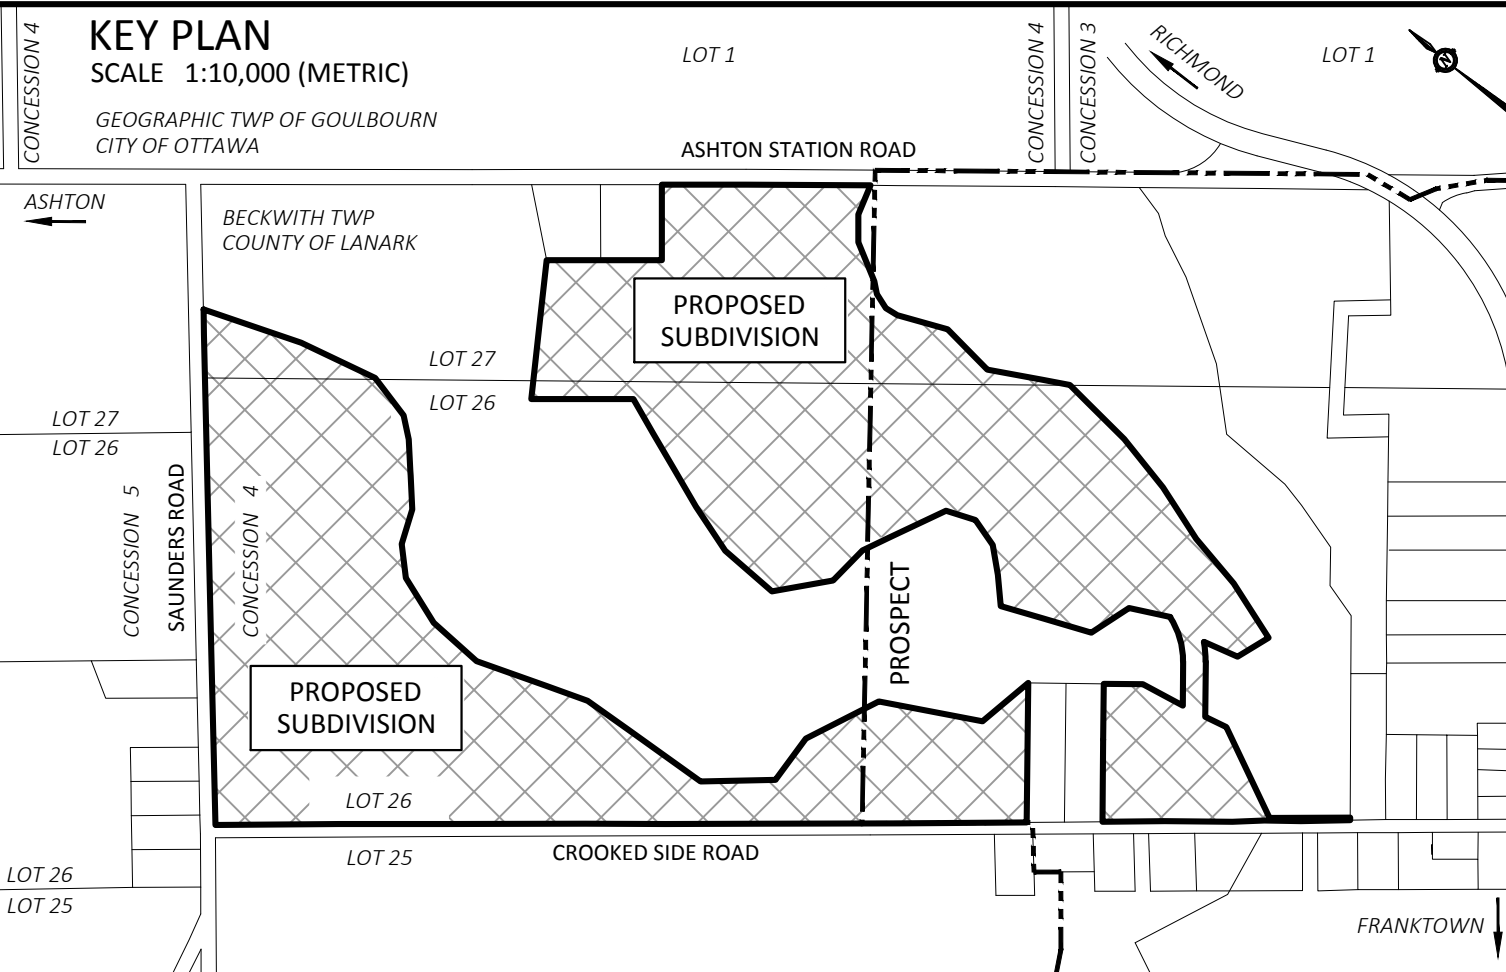 KEY PLAN
SCALE 1:10,000 (METRIC)
GEOGRAPHIC TWP OF GOULBOURN
CITY OF OTTAWA
CONCESSION 4
LOT 1
CONCESSION 4
CONCESSION 3
RICHMOND
LOT 1
N
ASHTON STATION ROAD
ASHTON
BECKWITH TWP
COUNTY OF LANARK
PROPOSED
SUBDIVISION
LOT 27
LOT 26
LOT 27
LOT 26
CONCESSION 5
SAUNDERS ROAD
CONCESSION 4
PROSPECT
PROPOSED
SUBDIVISION
LOT 26
LOT 25
CROOKED SIDE ROAD
LOT 26
LOT 25
FRANKTOWN